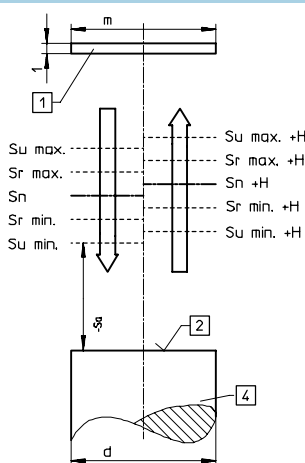 m
1
1
Su max.
Su max. +H
Sr max.
Sr max. +H
Sn
Sn +H
Sr min.
Sr min. +H
Su min.
Su min. +H
-Sa
2
4
d